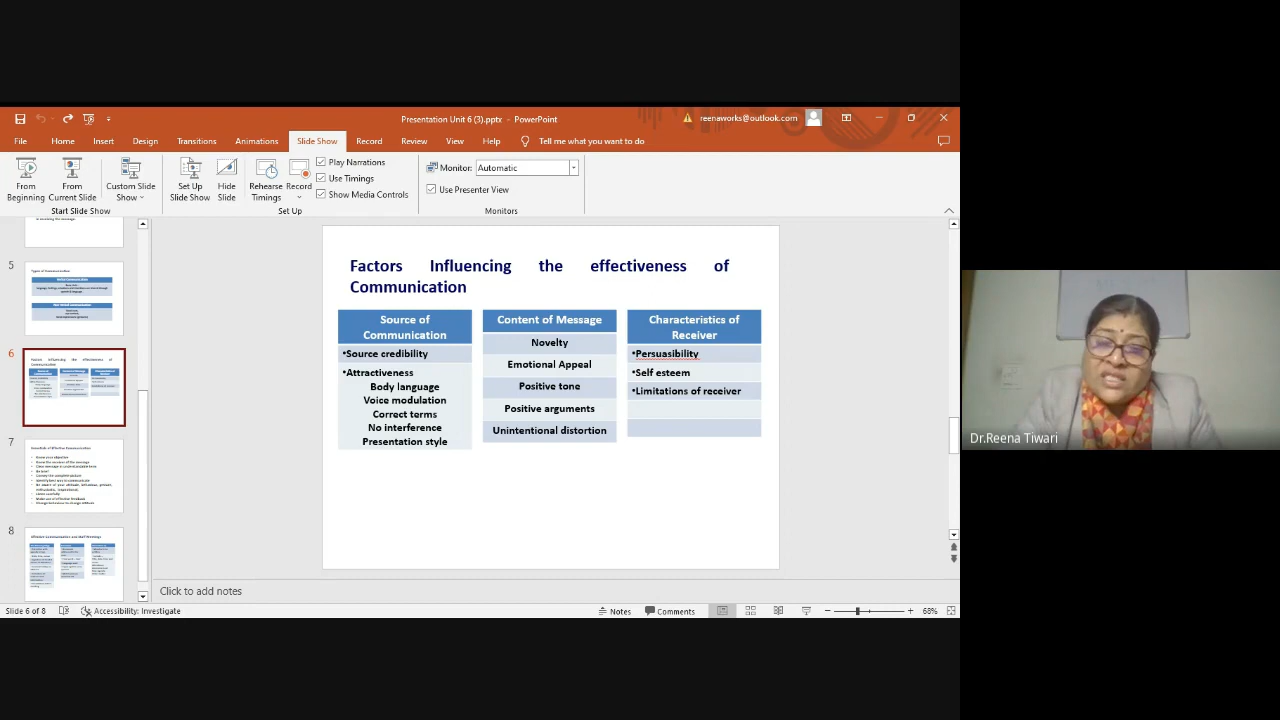 Presentation Unit 6 (3).pptx - PowerPoint
reenaworks@outlook.com
File Home Insert Design Transitions Animations Slide Show Record Review View Help Tell me what you want to do
From Beginning
From Current Slide
Custom Slide Show
Start Slide Show
Set Up Slide Show
Hide Slide
Rehearse Timings
Record
Play Narrations
Use Timings
Show Media Controls
Set Up
Monitor: Automatic
Use Presenter View
Monitors
5
6
7
8
Factors Influencing the effectiveness of
Communication
Source of
Communication
•Source credibility
•Attractiveness
Body language
Voice modulation
Correct terms
No interference
Presentation style
Content of Message
Novelty
Emotional Appeal
Positive tone
Positive arguments
Unintentional distortion
Characteristics of
Receiver
•Persuasibility
•Self esteem
•Limitations of receiver
Dr.Reena Tiwari
Click to add notes
Slide 6 of 8 Accessibility: Investigate Notes Comments 68%